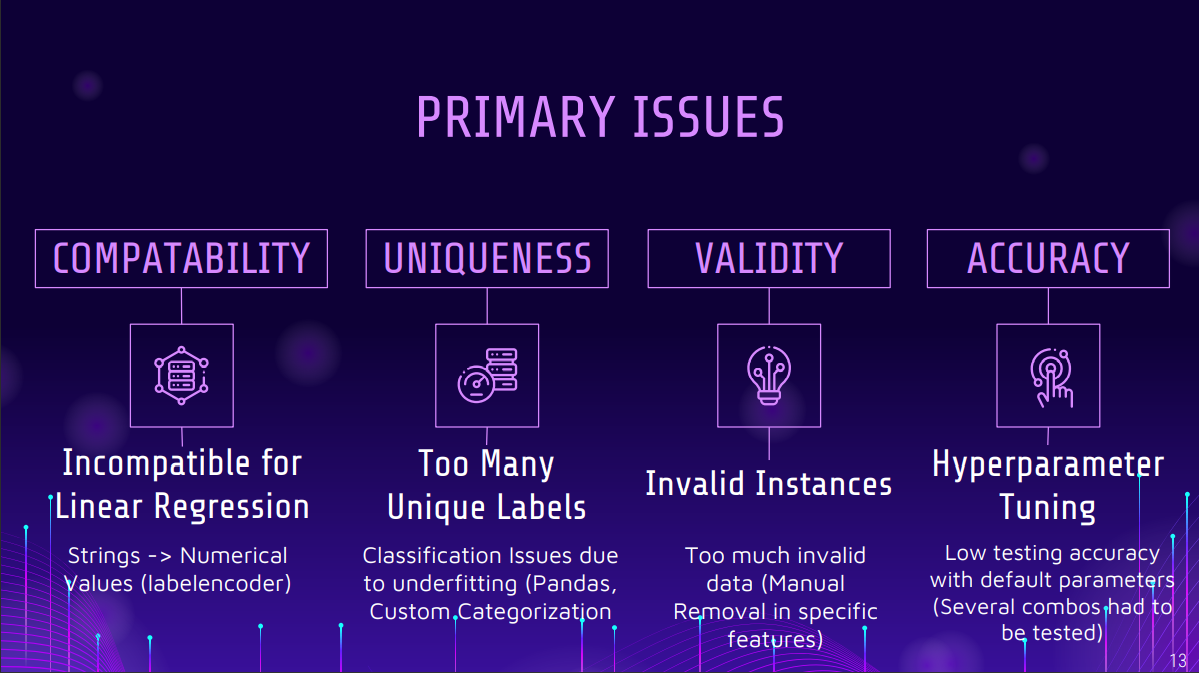 PRIMARY ISSUES
COMPATABILITY
Incompatible for
Linear Regression
Strings -> Numerical
Values (labelencoder)
UNIQUENESS
Too Many
Unique Labels
Classification Issues due
to underfitting (Pandas,
Custom Categorization
VALIDITY
Invalid Instances
Too much invalid
data (Manual
Removal in specific
features)
ACCURACY
Hyperparameter
Tuning
Low testing accuracy
with default parameters
(Several combos had to
be tested)
13